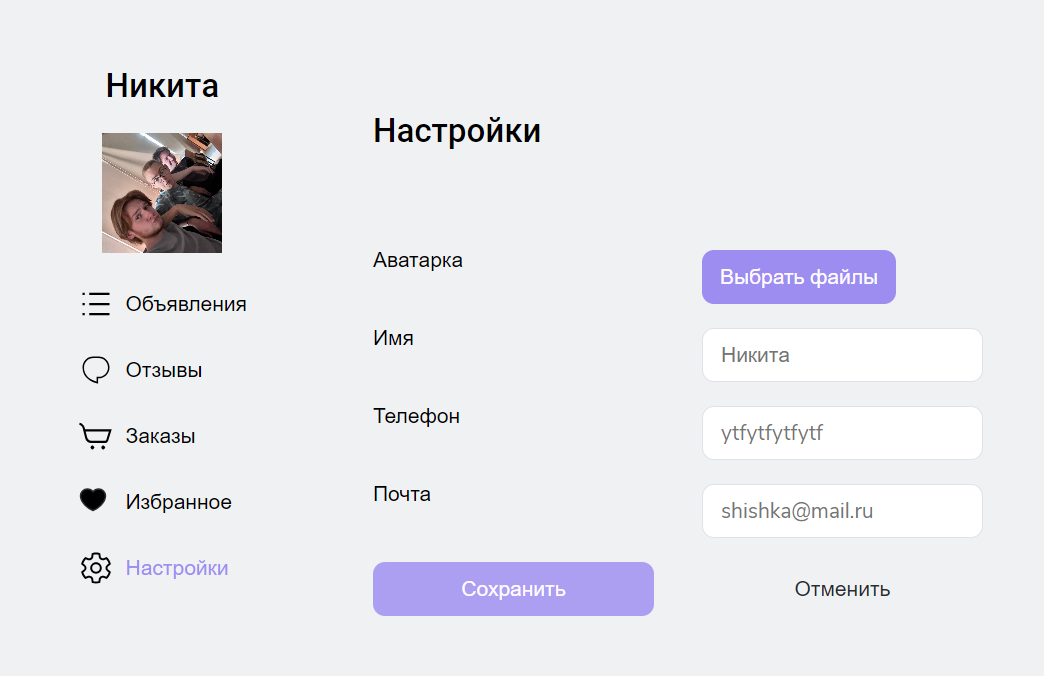 Никита
Объявления
Отзывы
Заказы
Избранное
Настройки
Настройки
Аватарка
Выбрать файлы
Имя
Никита
Телефон
ytfytfytfytf
Почта
shishka@mail.ru
Сохранить
Отменить